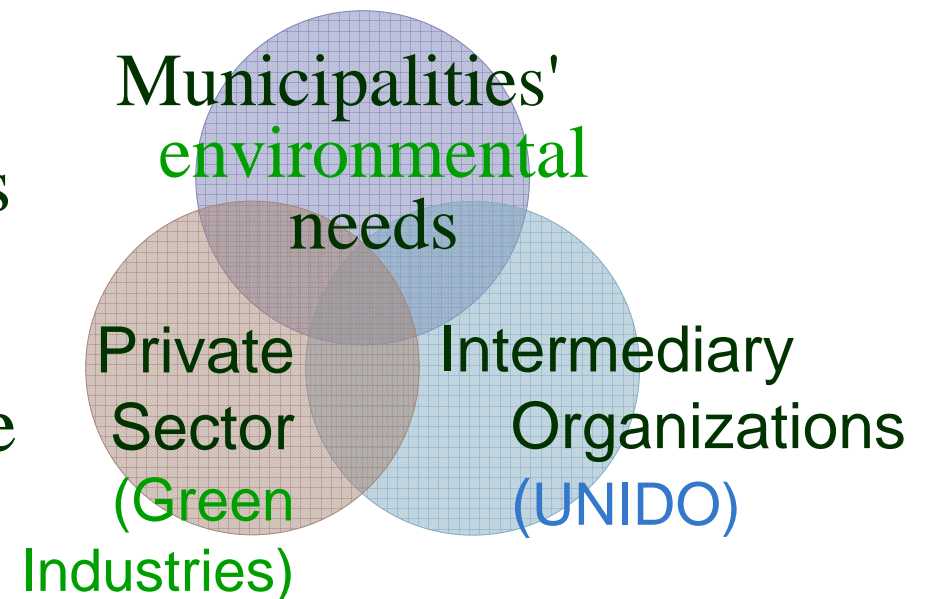 Municipalities'
environmental
needs
s
Private
Sector
(Green
Industries)
e
Intermediary
Organizations
(UNIDO)